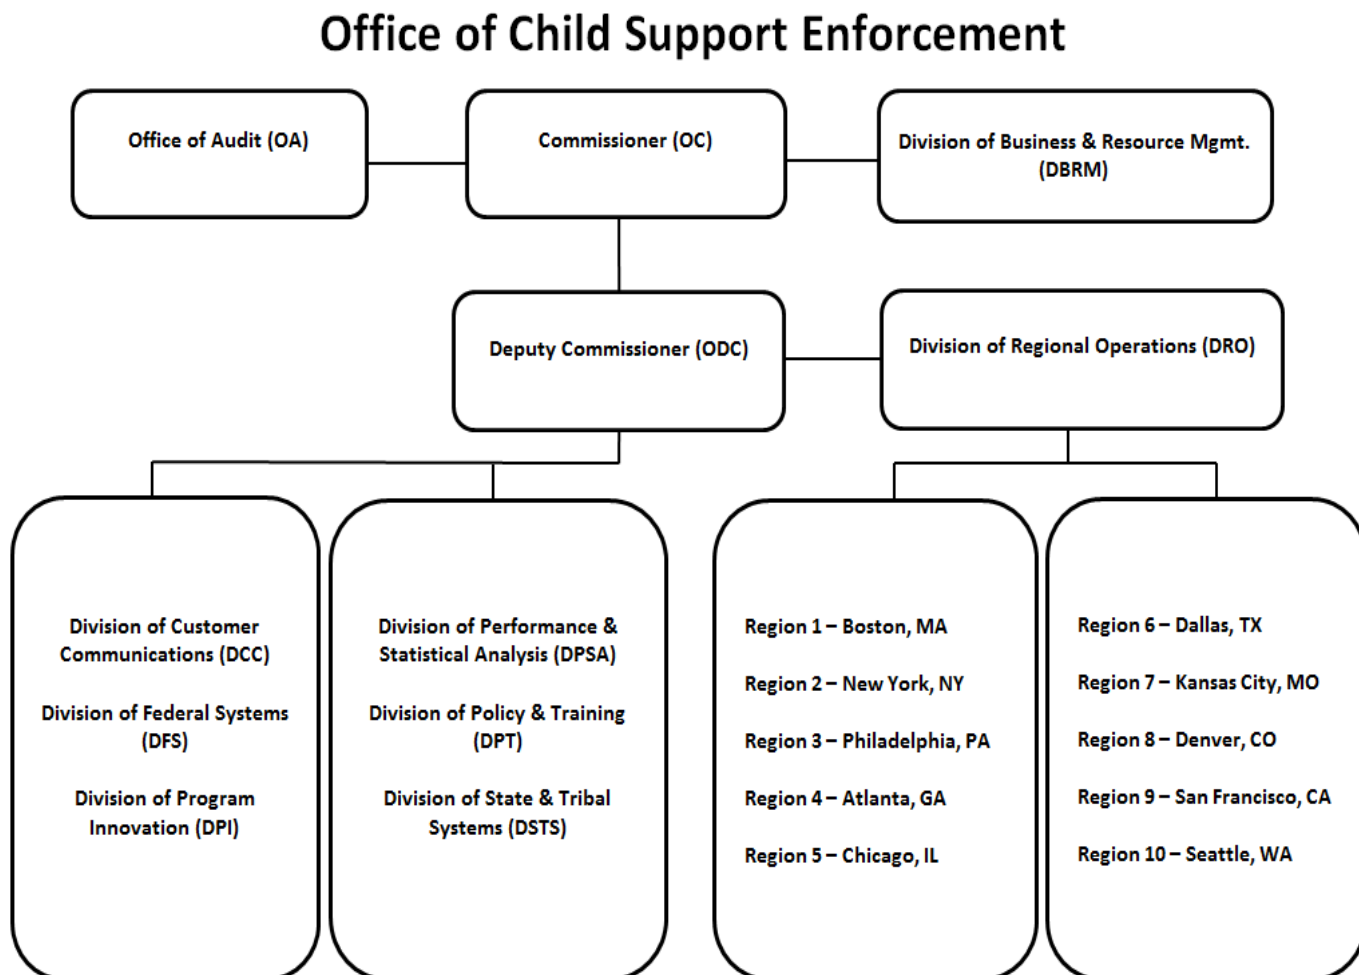 Office of Child Support Enforcement
Office of Audit (OA)
Commissioner (OC)
Division of Business & Resource Mgmt.
(DBRM)
Deputy Commissioner (ODC)
Division of Regional Operations (DRO)
Division of Customer
Communications (DCC)
Division of Federal Systems
(DFS)
Division of Program
Innovation (DPI)
Division of Performance &
Statistical Analysis (DPSA)
Division of Policy & Training
(DPT)
Division of State & Tribal
Systems (DSTS)
Region 1 – Boston, MA
Region 2 – New York, NY
Region 3 – Philadelphia, PA
Region 4 – Atlanta, GA
Region 5 – Chicago, IL
Region 6 – Dallas, TX
Region 7 – Kansas City, MO
Region 8 – Denver, CO
Region 9 – San Francisco, CA
Region 10 – Seattle, WA